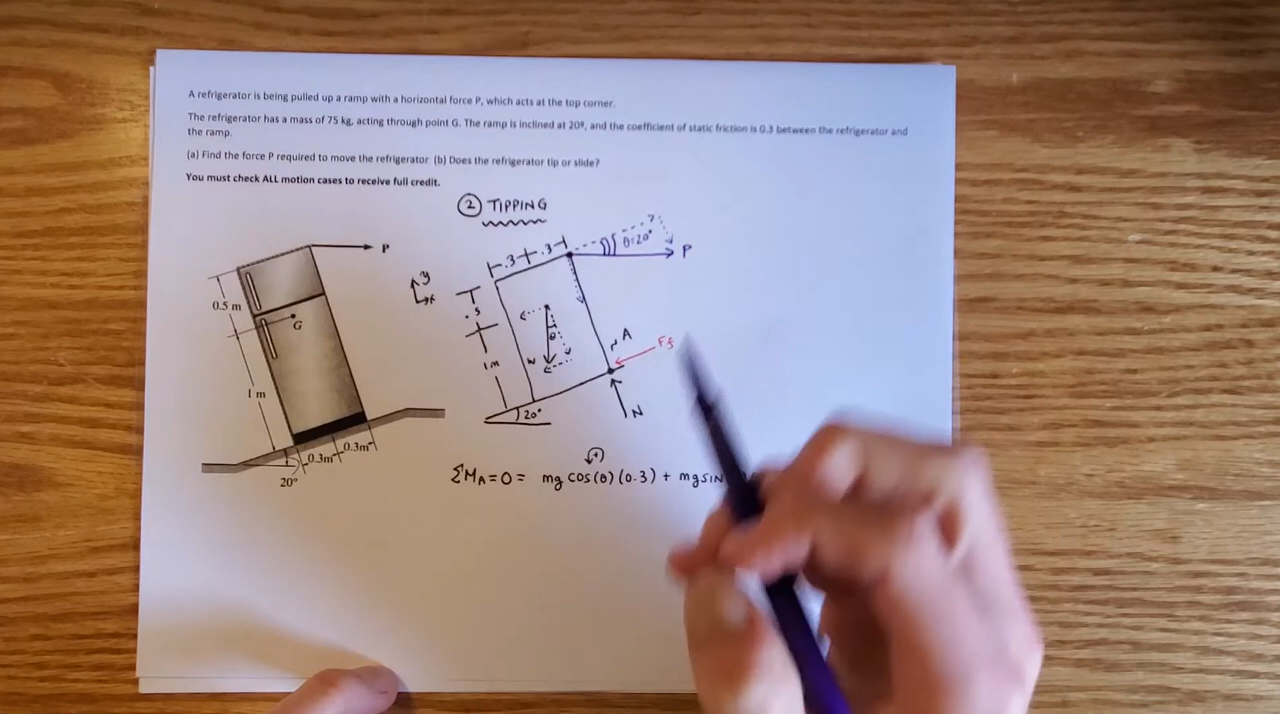 A refrigerator is being pulled up a ramp with a horizontal force P, which acts at the top corner.
The refrigerator has a mass of 75 kg, acting through point G. The ramp is inclined at 20º, and the coefficient of static friction is 0.3 between the refrigerator and
the ramp.
(a) Find the force P required to move the refrigerator (b) Does the refrigerator tip or slide?
You must check ALL motion cases to receive full credit.
② TIPPING
P
0.5 m
G
1 m
0.3m
0.3m
20°
y
x
.3
.3
θ=20°
P
.5
1m
θ
W
A
Ff
N
20°
ΣMA=0= mg cos(θ)(0.3) + mg sin